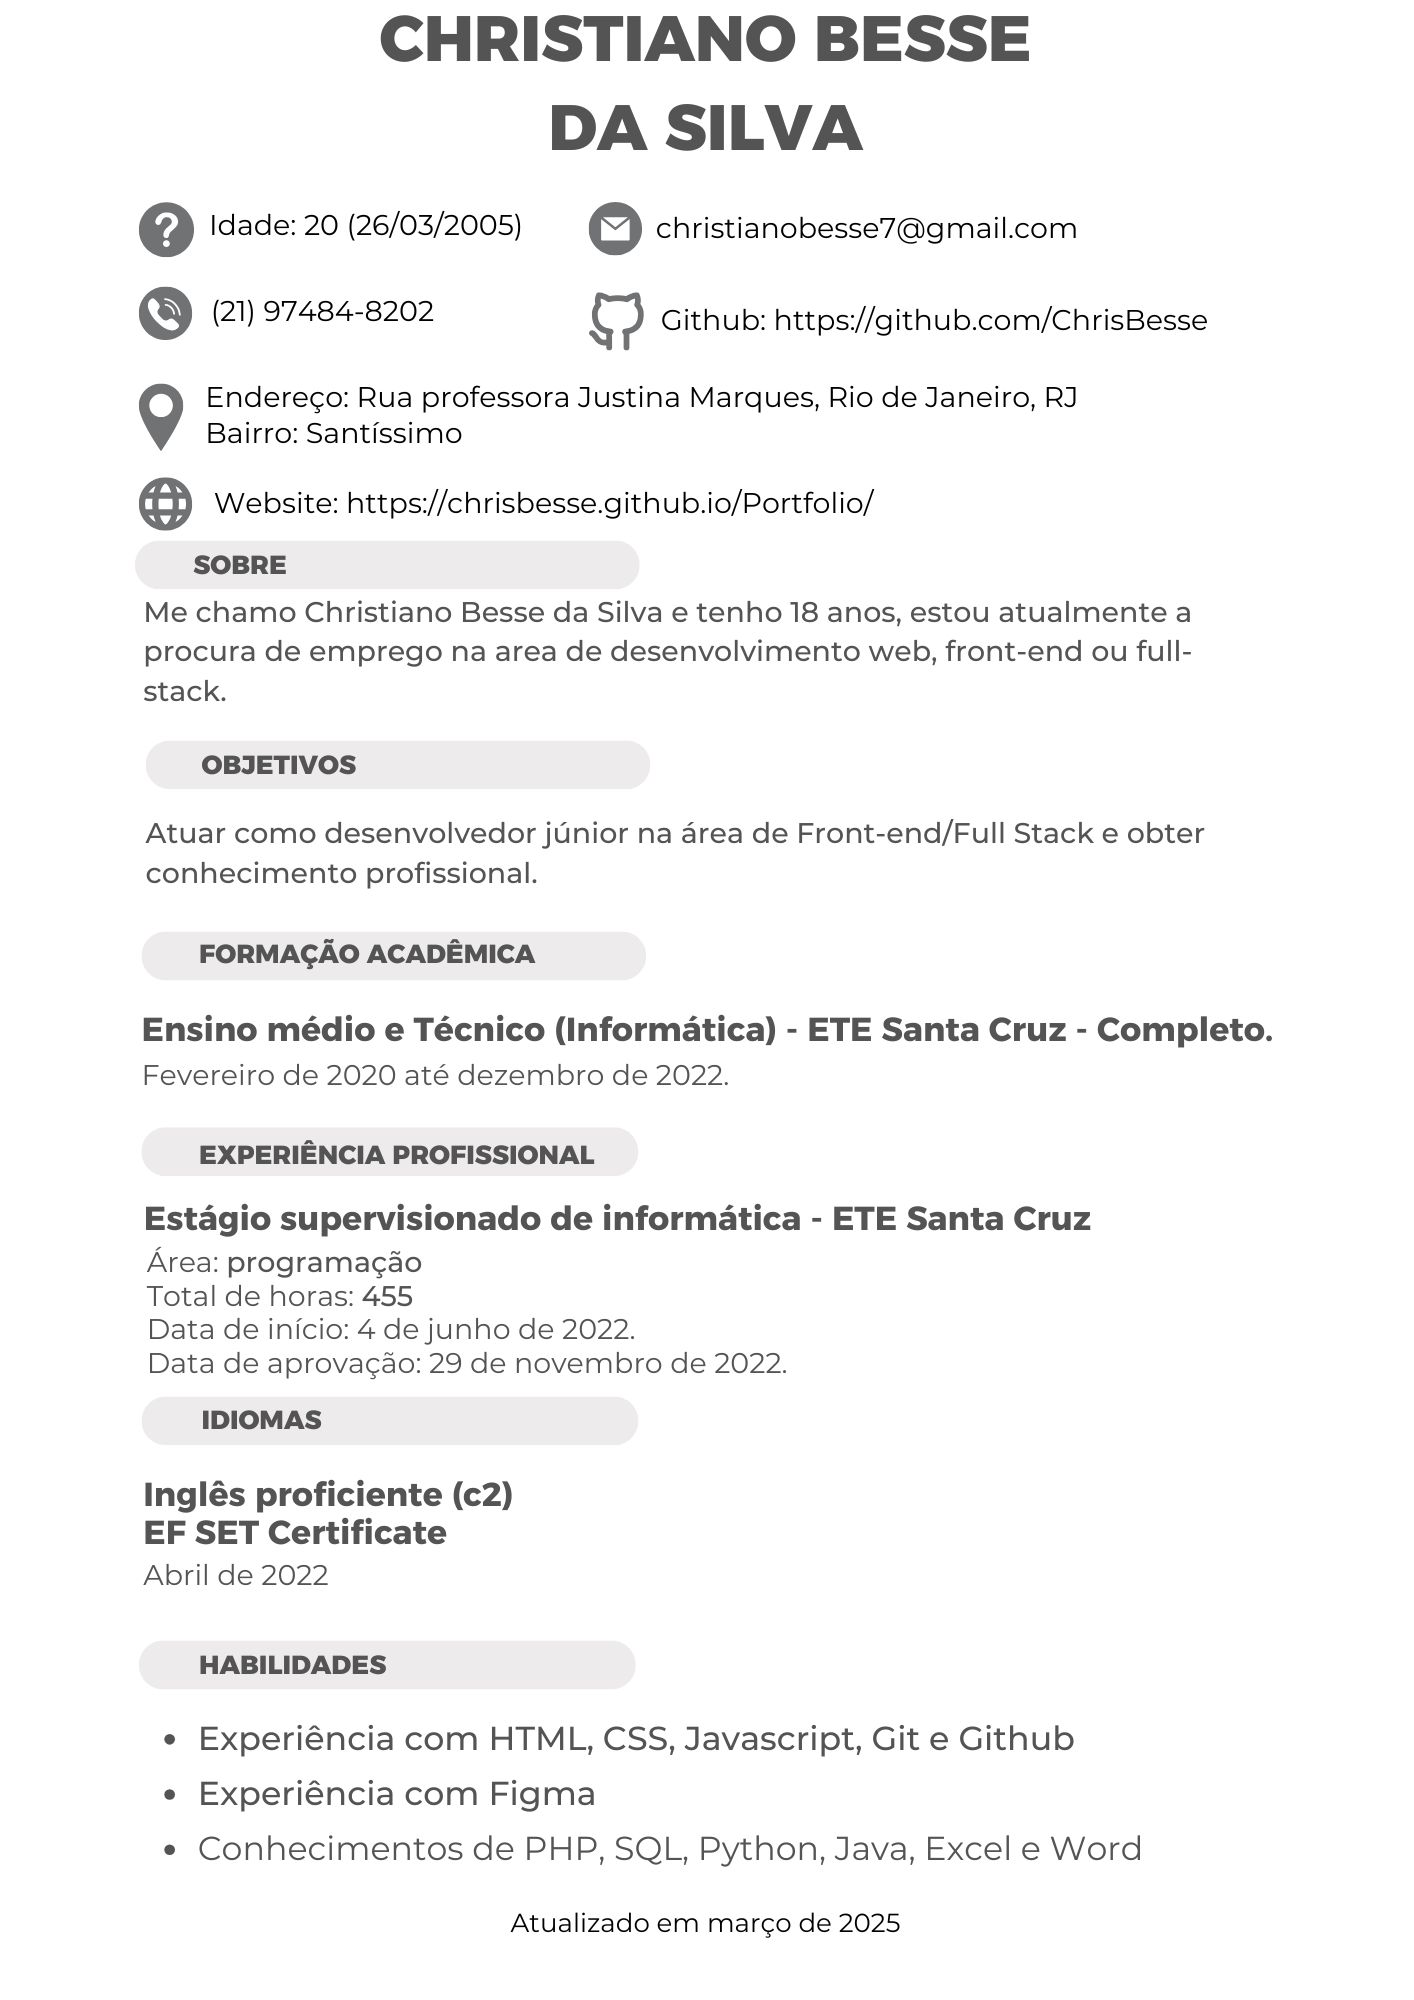 CHRISTIANO BESSE
DA SILVA
Idade: 20 (26/03/2005)
christianobesse7@gmail.com
(21) 97484-8202
Github: https://github.com/ChrisBesse
Endereço: Rua professora Justina Marques, Rio de Janeiro, RJ
Bairro: Santíssimo
Website: https://chrisbesse.github.io/Portfolio/
SOBRE
Me chamo Christiano Besse da Silva e tenho 18 anos, estou atualmente a
procura de emprego na area de desenvolvimento web, front-end ou full-
stack.
OBJETIVOS
Atuar como desenvolvedor júnior na área de Front-end/Full Stack e obter
conhecimento profissional.
FORMAÇÃO ACADÊMICA
Ensino médio e Técnico (Informática) - ETE Santa Cruz - Completo.
Fevereiro de 2020 até dezembro de 2022.
EXPERIÊNCIA PROFISSIONAL
Estágio supervisionado de informática - ETE Santa Cruz
Área: programação
Total de horas: 455
Data de início: 4 de junho de 2022.
Data de aprovação: 29 de novembro de 2022.
IDIOMAS
Inglês proficiente (c2)
EF SET Certificate
Abril de 2022
HABILIDADES
• Experiência com HTML, CSS, Javascript, Git e Github
• Experiência com Figma
• Conhecimentos de PHP, SQL, Python, Java, Excel e Word
Atualizado em março de 2025